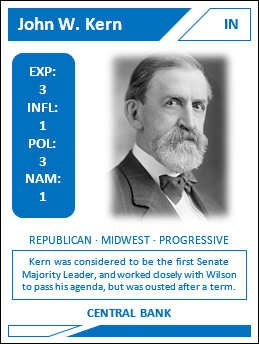 John W. Kern
IN
EXP:
3
INFL:
1
POL:
3
NAM:
1
REPUBLICAN · MIDWEST · PROGRESSIVE
Kern was considered to be the first Senate
Majority Leader, and worked closely with Wilson
to pass his agenda, but was ousted after a term.
CENTRAL BANK